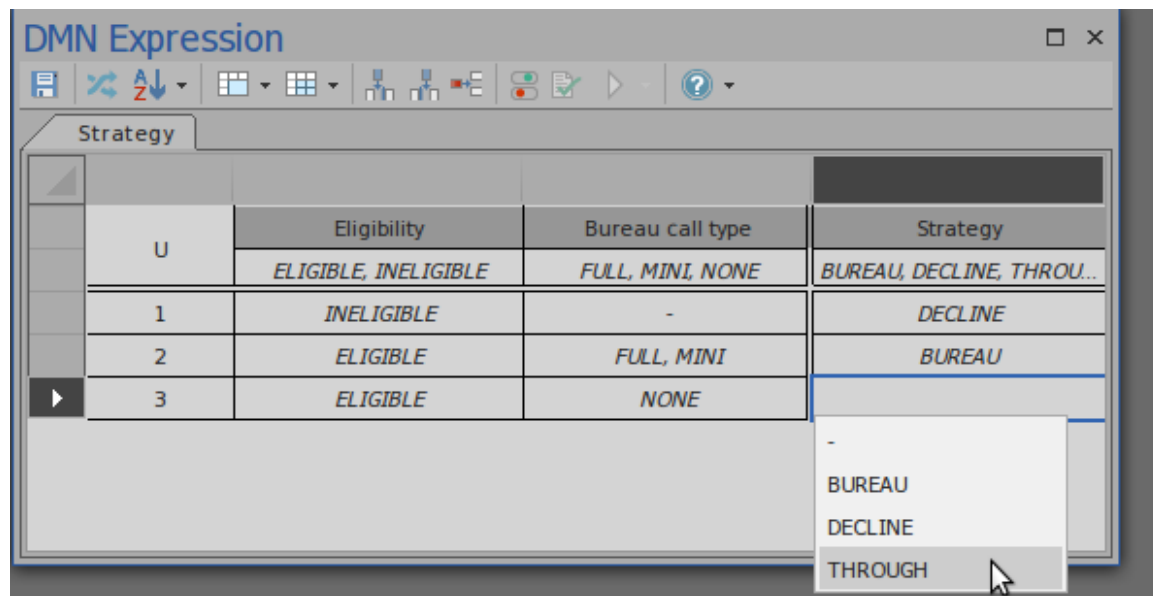 DMN Expression
Strategy
U
Eligibility
Bureau call type
Strategy
ELIGIBLE, INELIGIBLE
FULL, MINI, NONE
BUREAU, DECLINE, THROU...
1
INELIGIBLE
-
DECLINE
2
ELIGIBLE
FULL, MINI
BUREAU
3
ELIGIBLE
NONE
-
BUREAU
DECLINE
THROUGH